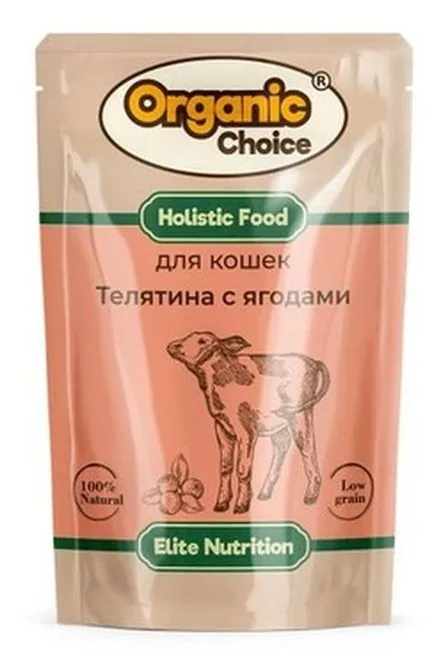 Organic®
Choice
Holistic Food
для кошек
Телятина с ягодами
100%
Natural
Low
grain
Elite Nutrition